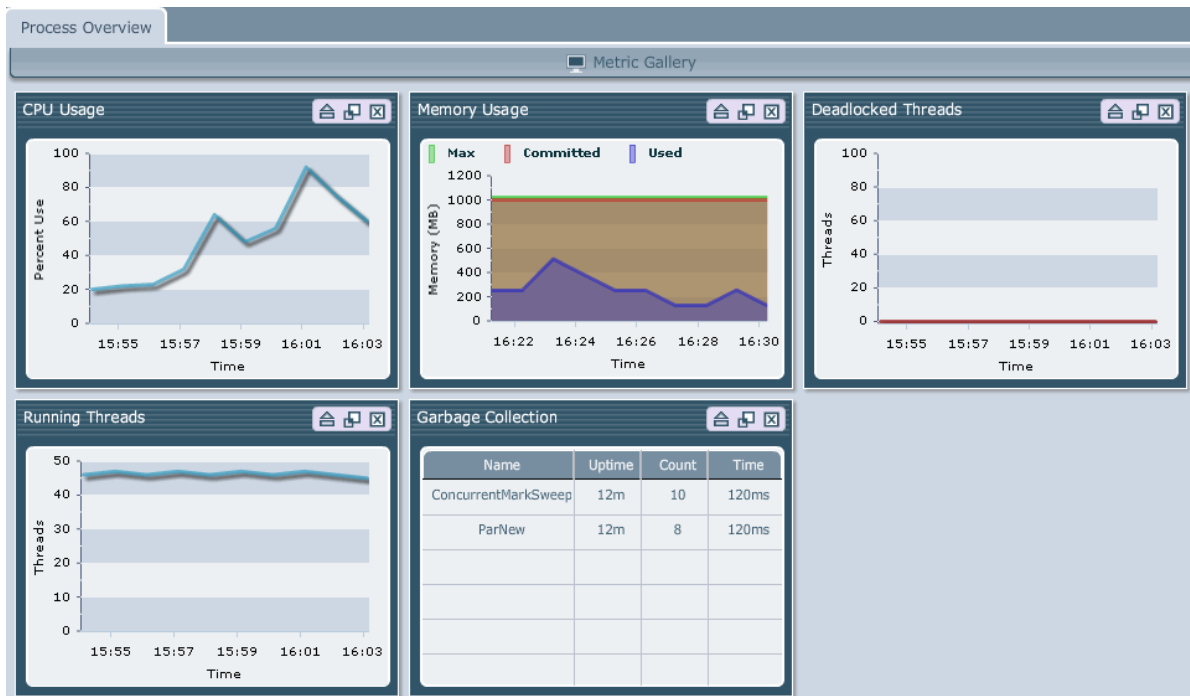 Process Overview
Metric Gallery
CPU Usage
100
80
60
40
20
0
Percent Use
15:55 15:57 15:59 16:01 16:03
Time
Memory Usage
Max Committed Used
1200
1000
800
600
400
200
0
Memory (MB)
16:22 16:24 16:26 16:28 16:30
Time
Deadlocked Threads
100
80
60
40
20
0
Threads
15:55 15:57 15:59 16:01 16:03
Time
Running Threads
50
40
30
20
10
0
Threads
15:55 15:57 15:59 16:01 16:03
Time
Garbage Collection
Name Uptime Count Time
ConcurrentMarkSweep 12m 10 120ms
ParNew 12m 8 120ms